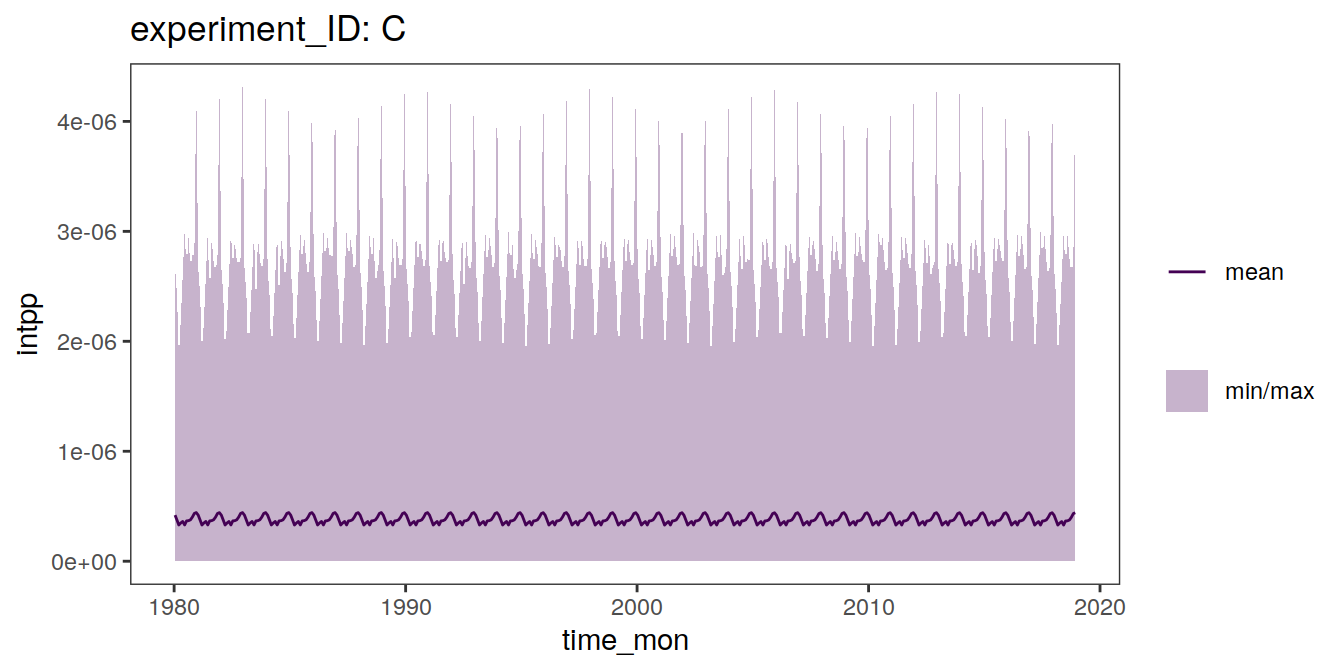 experiment_ID: C
4e-06
3e-06
2e-06
1e-06
0e+00
intpp
1980
1990
2000
2010
2020
time_mon
mean
min/max